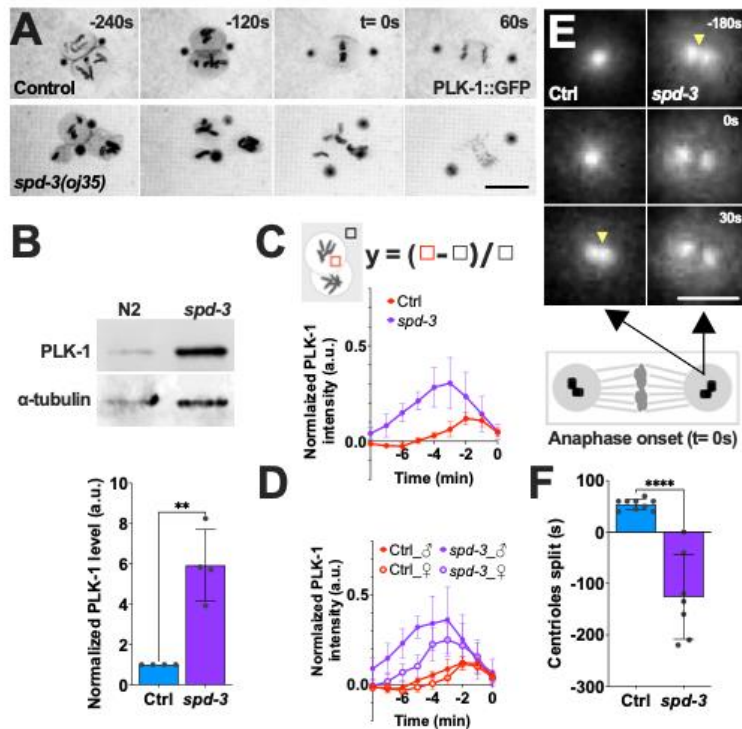 A
-240s
-120s
t= 0s
60s
Control
PLK-1::GFP
spd-3(oj35)
B
N2 spd-3
PLK-1
α-tubulin
Normalized PLK-1 level (a.u.)
10
8
6
4
2
0
**
Ctrl spd-3
C
y = (□-□)/□
Ctrl
spd-3
Normlaized PLK-1
intensity (a.u.)
0.5
0.0
-6 -4 -2 0
Time (min)
D
Ctrl_♂ spd-3_♂
Ctrl_♀ spd-3_♀
Normlaized PLK-1
intensity (a.u.)
0.5
0.0
-6 -4 -2 0
Time (min)
E
-180s
Ctrl
spd-3
0s
30s
Anaphase onset (t= 0s)
F
Centrioles split (s)
100
0
-100
-200
-300
****
Ctrl spd-3